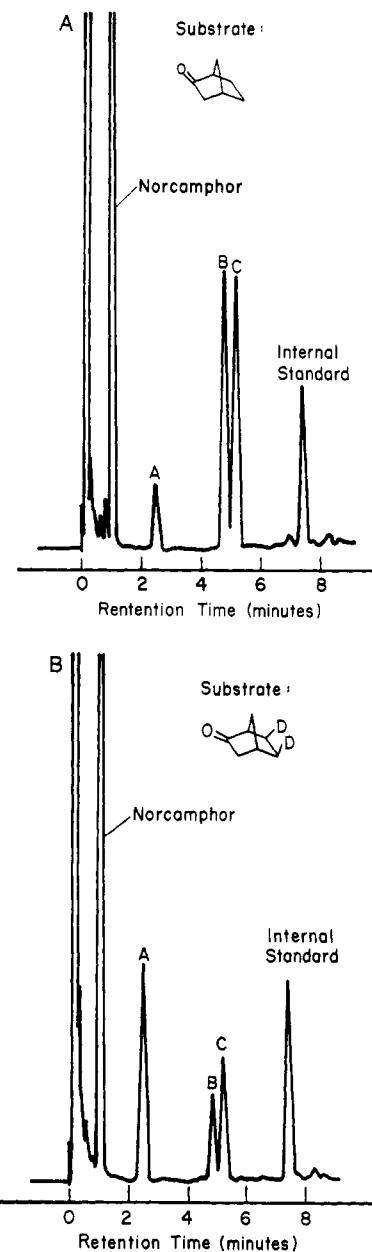 A
Substrate :
O
Norcamphor
B C
Internal
Standard
A
0 2 4 6 8
Rentention Time (minutes)
B
Substrate :
O D
D
Norcamphor
Internal
Standard
A
C
B
0 2 4 6 8
Retention Time (minutes)